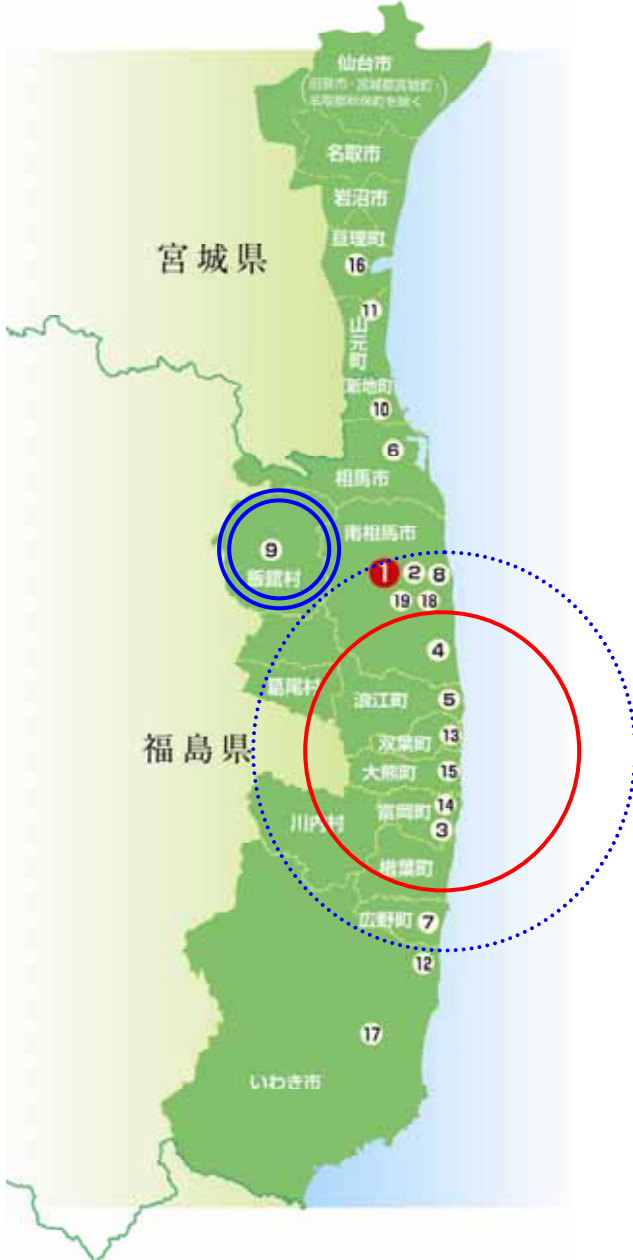 仙台市
(旧泉市・宮城郡宮城町・
名取郡秋保町を除く)
名取市
岩沼市
亘理町
宮城県
16
11
山元町
新地町
10
6
相馬市
南相馬市
9
飯舘村
1 2 8
19 18
4
葛尾村
浪江町
5
双葉町
13
福島県
大熊町
15
富岡町
14
川内村
3
楢葉町
広野町
7
12
17
いわき市